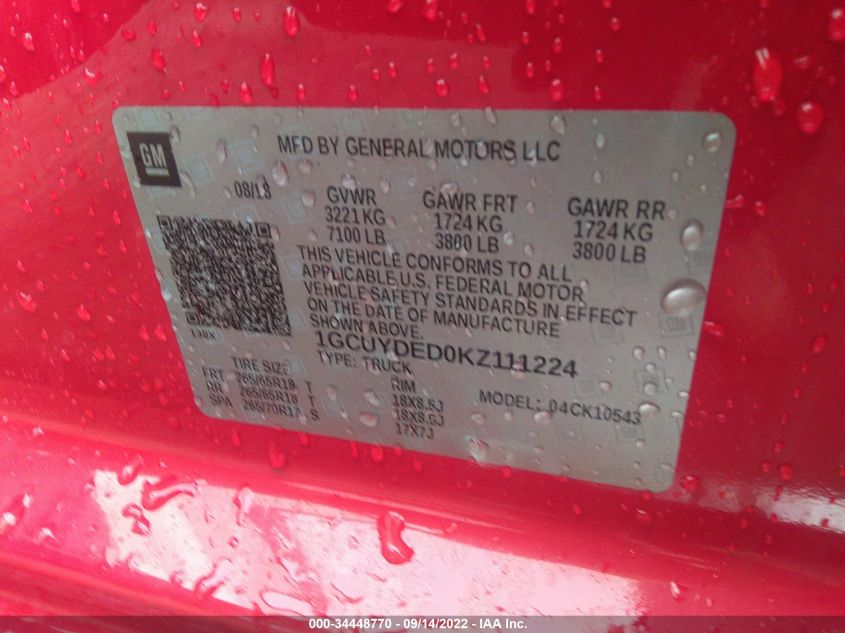 GM
MFD BY GENERAL MOTORS LLC
08/18
GVWR
3221 KG
7100 LB
GAWR FRT
1724 KG
3800 LB
GAWR RR
1724 KG
3800 LB
THIS VEHICLE CONFORMS TO ALL
APPLICABLE U.S. FEDERAL MOTOR
VEHICLE SAFETY STANDARDS IN EFFECT
ON THE DATE OF MANUFACTURE
SHOWN ABOVE.
1GCUYDED0KZ111224
TYPE: TRUCK
MODEL: 04CK10543
TIRE SIZE
RIM
FRT 265/65R18 T 18X8.5J
RR 265/65R18 T 18X8.5J
SPA 265/70R17 S 17X7J
000-34448770 - 09/14/2022 - IAA Inc.